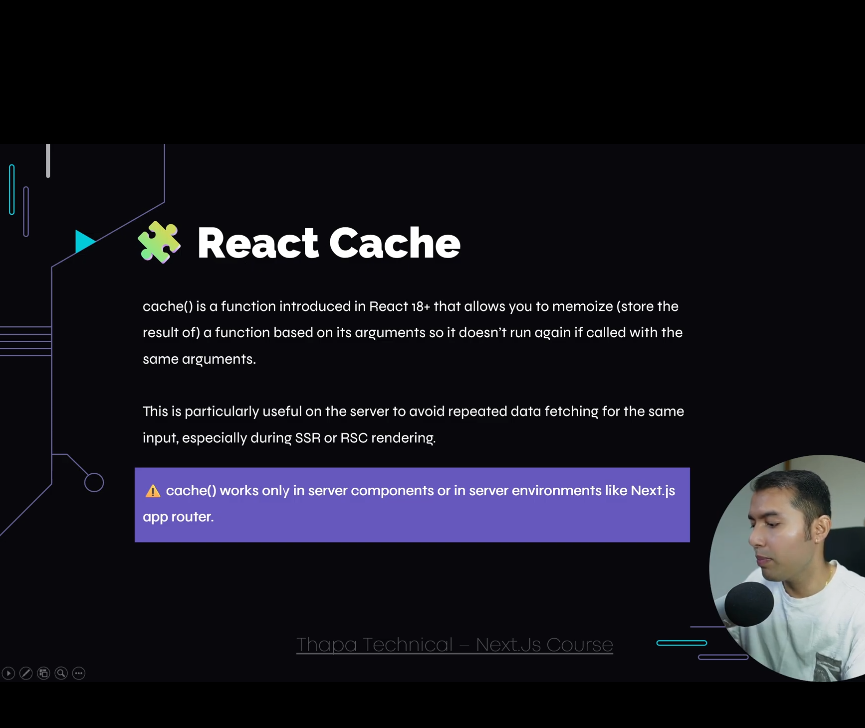 React Cache
cache() is a function introduced in React 18+ that allows you to memoize (store the
result of) a function based on its arguments so it doesn't run again if called with the
same arguments.
This is particularly useful on the server to avoid repeated data fetching for the same
input, especially during SSR or RSC rendering.
⚠️ cache() works only in server components or in server environments like Next.js
app router.
Thapa Technical – Next.Js Course